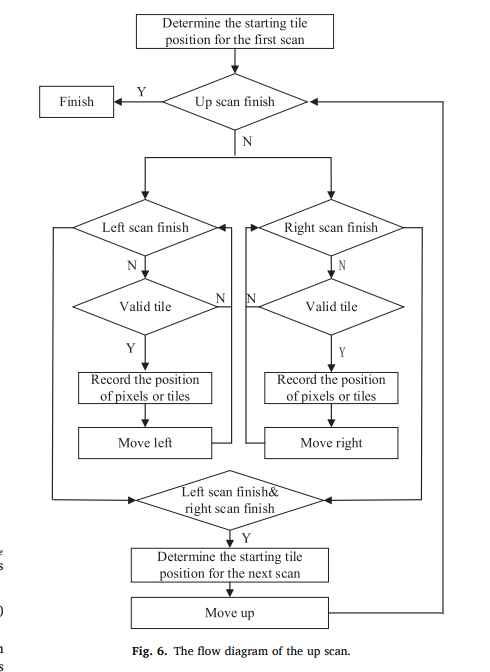 Determine the starting tile
position for the first scan
Y
Finish
Up scan finish
N
Left scan finish
Right scan finish
N
N
Valid tile
N
N
Valid tile
Y
Y
Record the position
of pixels or tiles
Record the position
of pixels or tiles
Move left
Move right
Left scan finish&
right scan finish
e
s
Y
Determine the starting tile
position for the next scan
)
Move up
n
Fig. 6. The flow diagram of the up scan.
s